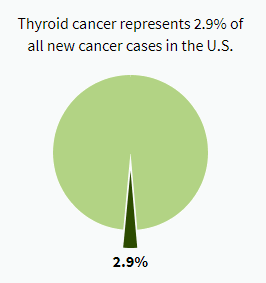 Thyroid cancer represents 2.9% of
all new cancer cases in the U.S.
2.9%